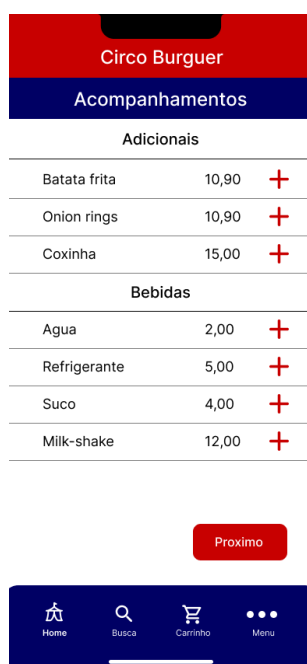 Circo Burguer
Acompanhamentos
Adicionais
Batata frita 10,90
Onion rings 10,90
Coxinha 15,00
Bebidas
Agua 2,00
Refrigerante 5,00
Suco 4,00
Milk-shake 12,00
Proximo
Home Busca Carrinho Menu